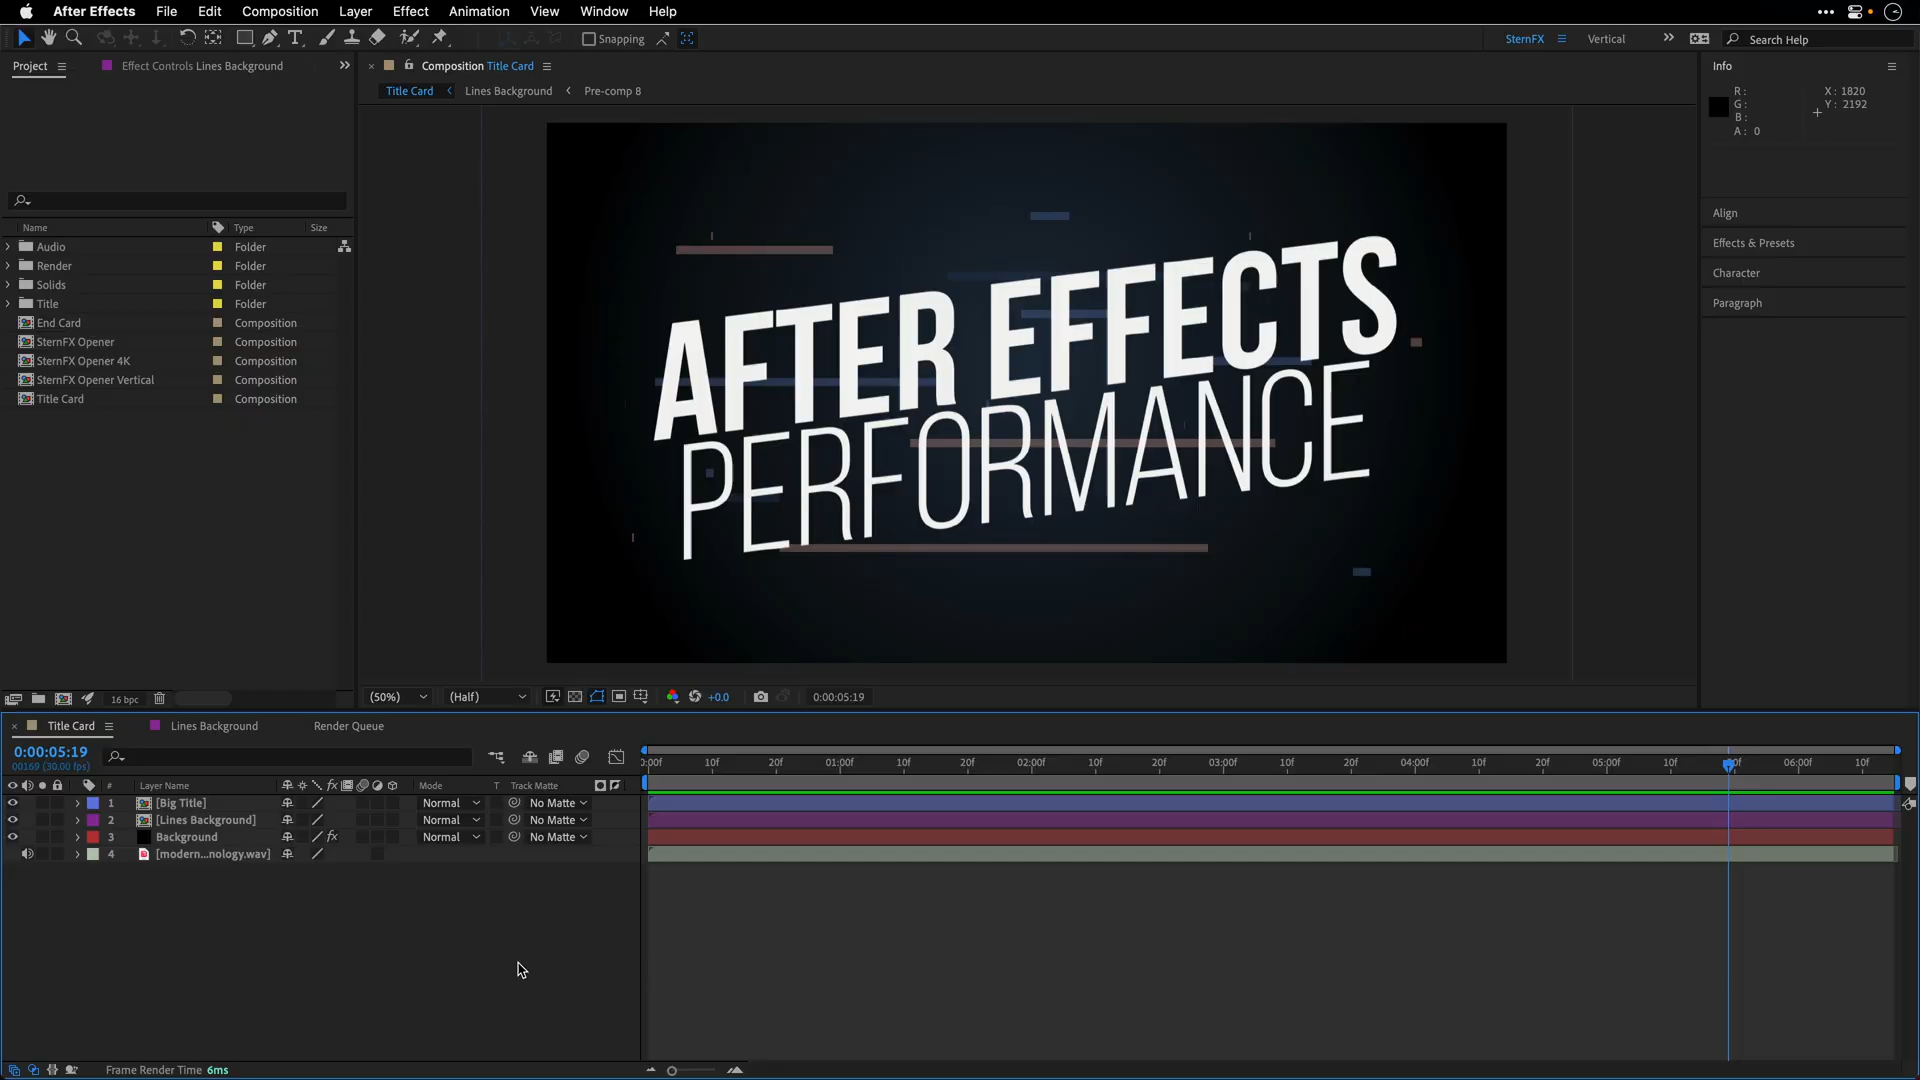 After Effects File Edit Composition Layer Effect Animation View Window Help
Snapping SternFX Vertical Search Help
Project Effect Controls Lines Background
Composition Title Card
Info
Title Card Lines Background Pre-comp 8
R: X: 1820
G: Y: 2192
B:
A: 0
AFTER EFFECTS
PERFORMANCE
Align
Effects & Presets
Character
Paragraph
Name Type Size
Audio Folder
Render Folder
Solids Folder
Title Folder
End Card Composition
SternFX Opener Composition
SternFX Opener 4K Composition
SternFX Opener Vertical Composition
Title Card Composition
16 bpc
(50%) (Half) +0.0 0:00:05:19
Title Card Lines Background Render Queue
0:00:05:19
00169 (30.00 fps)
0:00f 10f 20f 01:00f 10f 20f 02:00f 10f 20f 03:00f 10f 20f 04:00f 10f 20f 05:00f 10f 06:00f 10f
# Layer Name fx Mode T Track Matte
1 [Big Title] Normal No Matte
2 [Lines Background] Normal No Matte
3 Background fx Normal No Matte
4 [modern...nology.wav]
Frame Render Time 6ms